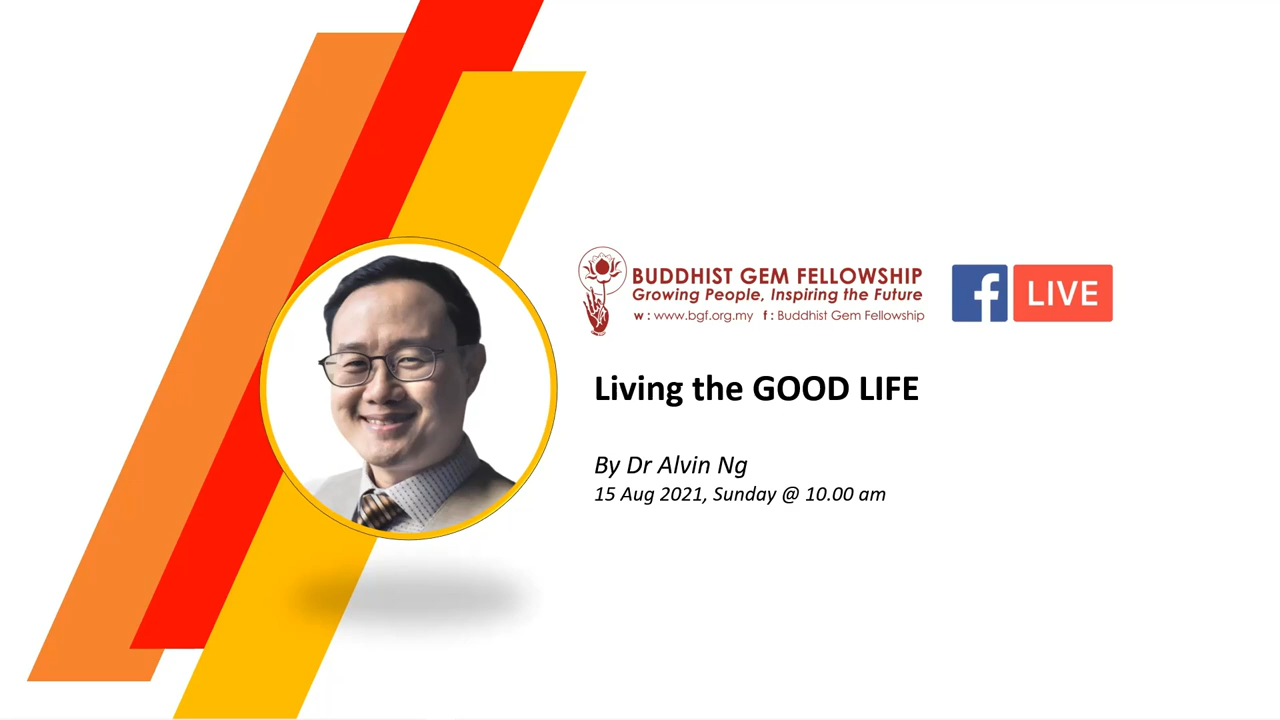 BUDDHIST GEM FELLOWSHIP
Growing People, Inspiring the Future
w : www.bgf.org.my f : Buddhist Gem Fellowship
f LIVE
Living the GOOD LIFE
By Dr Alvin Ng
15 Aug 2021, Sunday @ 10.00 am